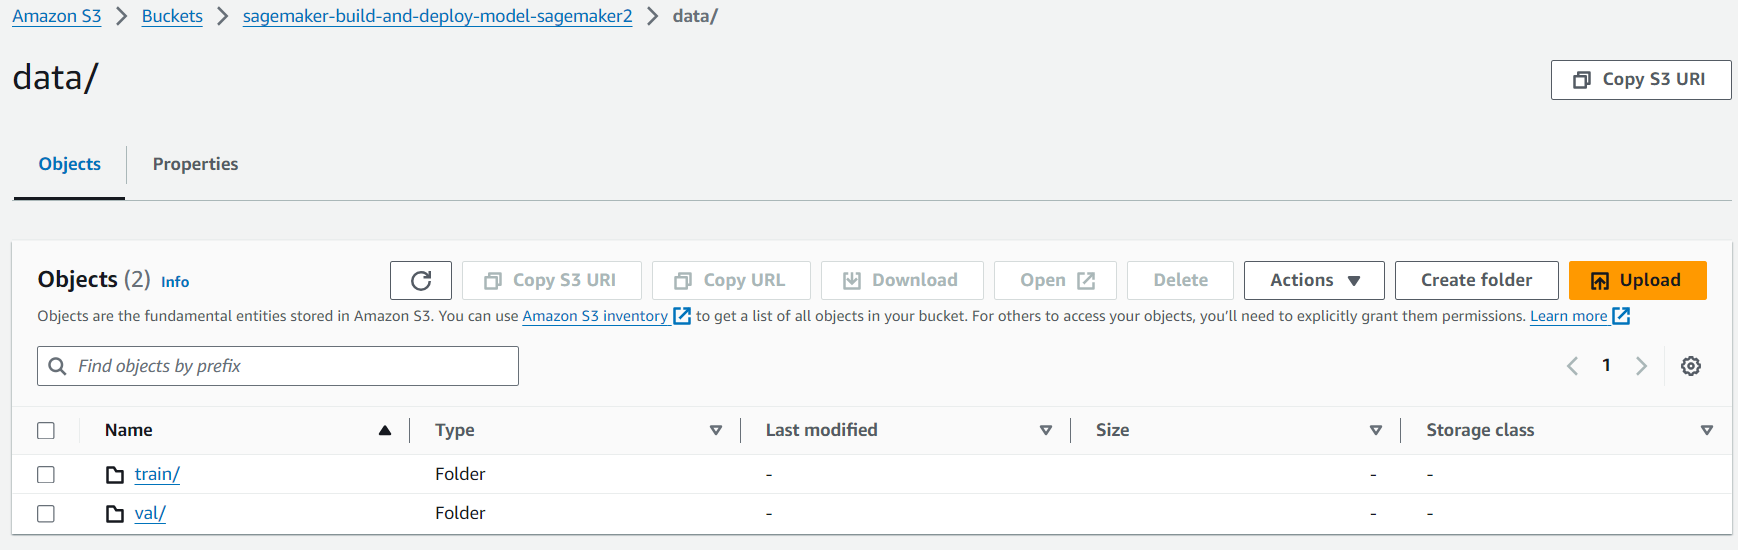 Amazon S3 > Buckets > sagemaker-build-and-deploy-model-sagemaker2 > data/
data/
Copy S3 URI
Objects Properties
Objects (2) Info Copy S3 URI Copy URL Download Open Delete Actions Create folder Upload
Objects are the fundamental entities stored in Amazon S3. You can use Amazon S3 inventory to get a list of all objects in your bucket. For others to access your objects, you'll need to explicitly grant them permissions. Learn more
Find objects by prefix 1
Name Type Last modified Size Storage class
train/ Folder - - -
val/ Folder - - -